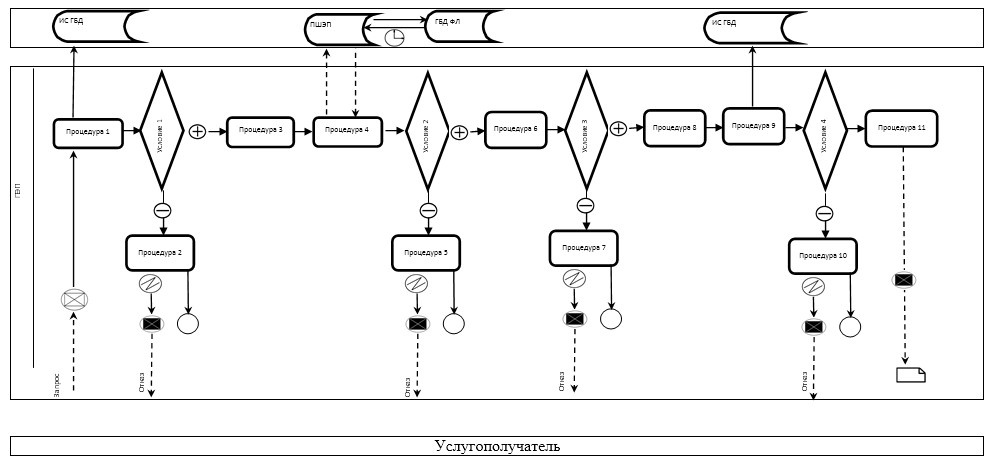 ИС ГБД
ПШЭП
ГБД ФЛ
ИС ГБД
ПЭП
Процедура 1
Условие 1
Процедура 3
Процедура 4
Условие 2
Процедура 6
Условие 3
Процедура 8
Процедура 9
Условие 4
Процедура 11
Процедура 2
Процедура 5
Процедура 7
Процедура 10
Запрос
Отказ
Отказ
Отказ
Отказ
Услугополучатель